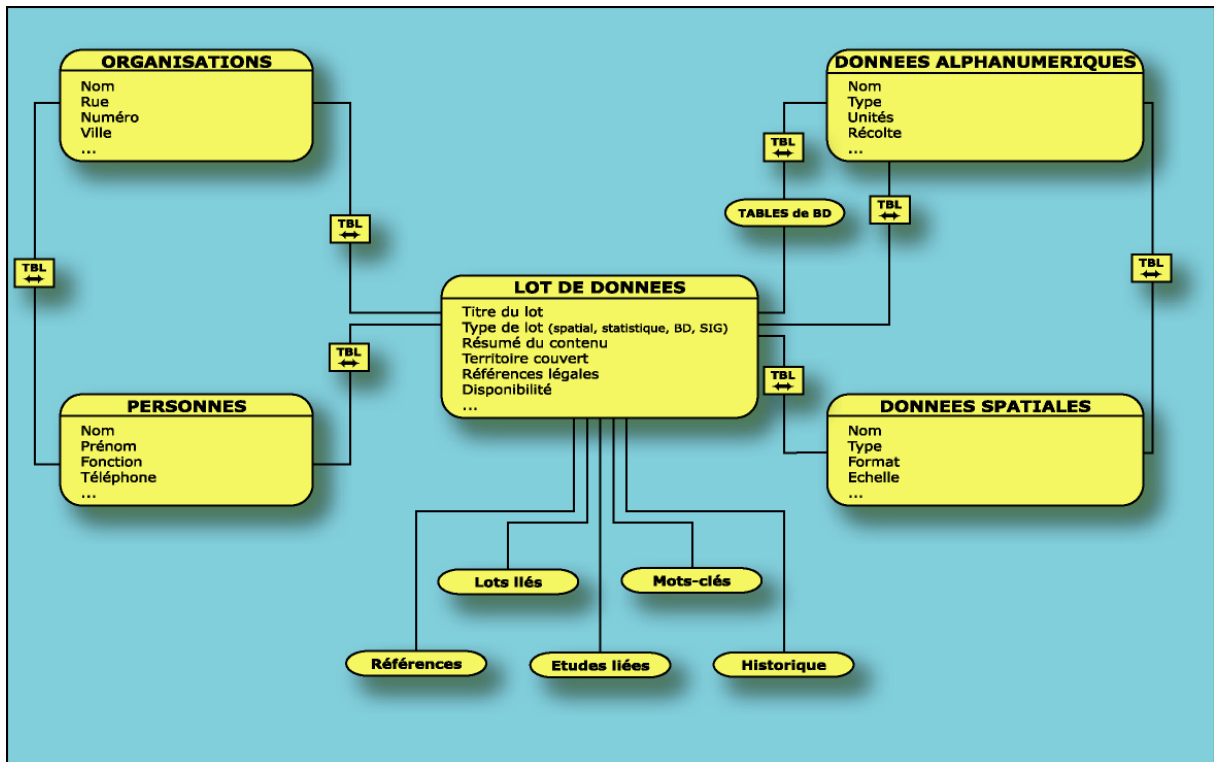 ORGANISATIONS
Nom
Rue
Numéro
Ville
...
DONNEES ALPHANUMERIQUES
Nom
Type
Unités
Récolte
...
TBL
TABLES de BD
TBL
TBL
TBL
TBL
LOT DE DONNEES
Titre du lot
Type de lot (spatial, statistique, BD, SIG)
Résumé du contenu
Territoire couvert
Références légales
Disponibilité
...
TBL
TBL
PERSONNES
Nom
Prénom
Fonction
Téléphone
...
DONNEES SPATIALES
Nom
Type
Format
Echelle
...
Lots liés
Mots-clés
Références
Etudes liées
Historique